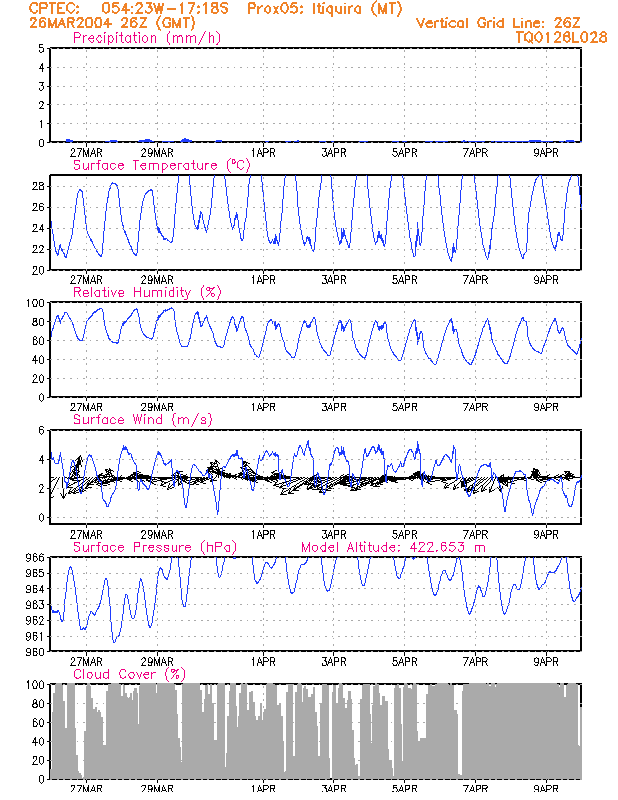 CPTEC: 054:23W-17:18S Prox05: Itiquira (MT)
26MAR2004 26Z (GMT) Vertical Grid Line: 26Z
Precipitation (mm/h) TQ0126L028
5
4
3
2
1
0
27MAR 29MAR 1APR 3APR 5APR 7APR 9APR
Surface Temperature (°C)
28
26
24
22
20
27MAR 29MAR 1APR 3APR 5APR 7APR 9APR
Relative Humidity (%)
100
80
60
40
20
0
27MAR 29MAR 1APR 3APR 5APR 7APR 9APR
Surface Wind (m/s)
6
4
2
0
27MAR 29MAR 1APR 3APR 5APR 7APR 9APR
Surface Pressure (hPa) Model Altitude: 422.653 m
966
965
964
963
962
961
960
27MAR 29MAR 1APR 3APR 5APR 7APR 9APR
Cloud Cover (%)
100
80
60
40
20
0
27MAR 29MAR 1APR 3APR 5APR 7APR 9APR